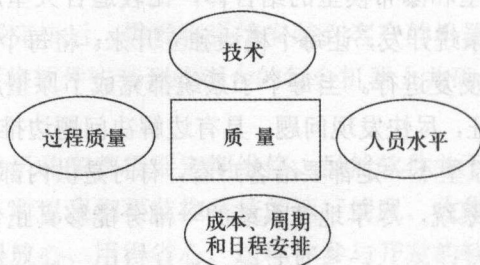 技术
过程质量
质 量
人员水平
成本、周期
和日程安排